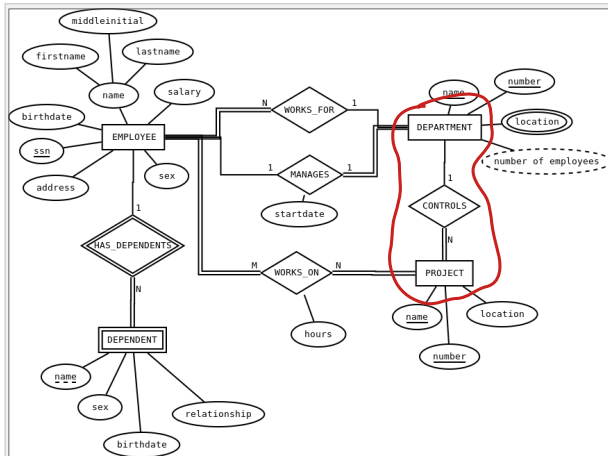 middleinitial
firstname
lastname
name
salary
birthdate
EMPLOYEE
ssn
address
sex
N
WORKS_FOR
1
1
MANAGES
1
startdate
name
number
DEPARTMENT
location
number of employees
1
CONTROLS
N
1
HAS_DEPENDENTS
N
M
WORKS_ON
N
hours
PROJECT
name
number
location
DEPENDENT
name
sex
birthdate
relationship